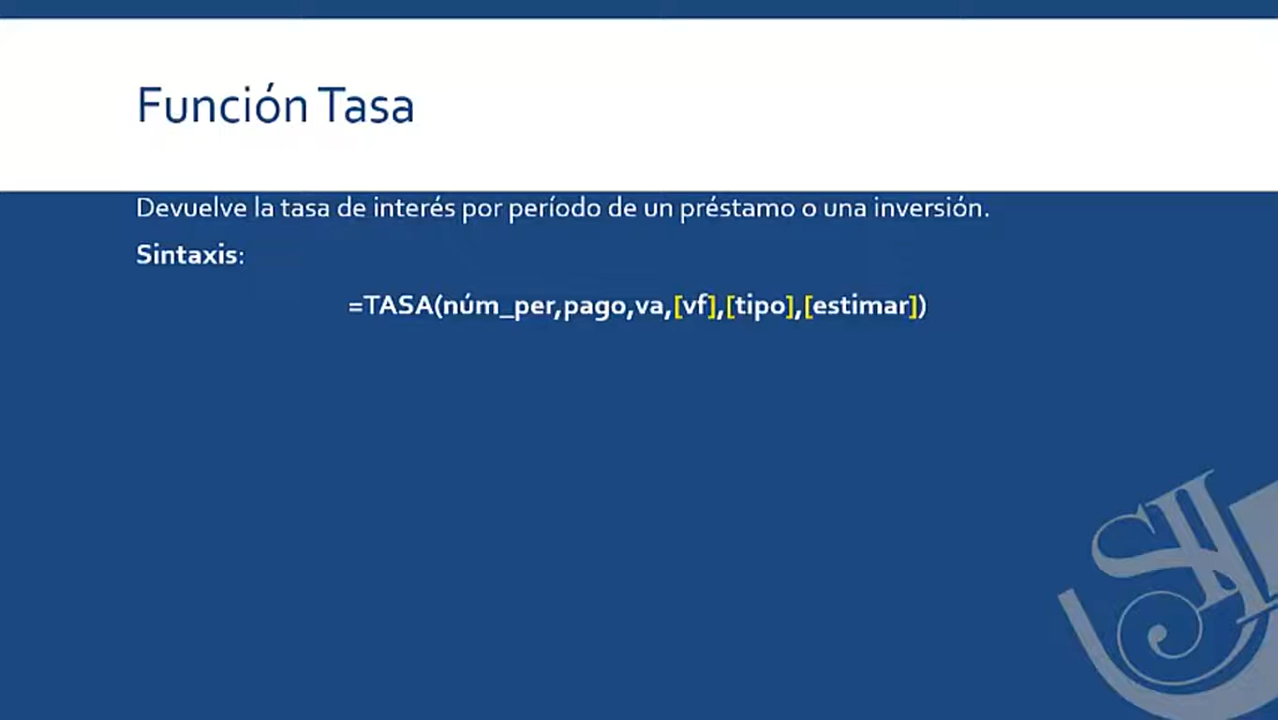 Función Tasa
Devuelve la tasa de interés por período de un préstamo o una inversión.
Sintaxis:
=TASA(núm_per,pago,va,[vf],[tipo],[estimar])